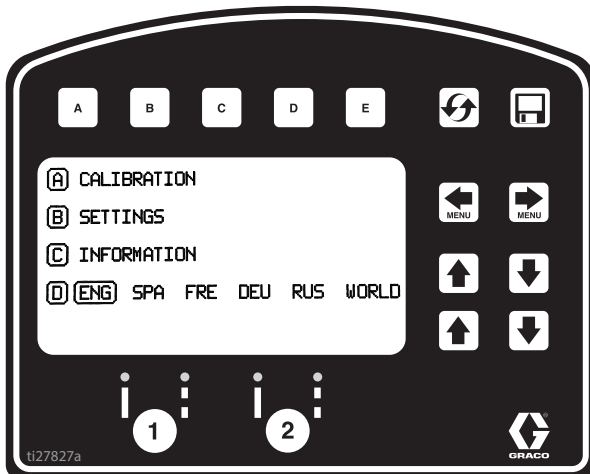 A B C D E
A CALIBRATION
B SETTINGS
C INFORMATION
D ENG SPA FRE DEU RUS WORLD
MENU MENU
1 2
ti27827a
GRACO